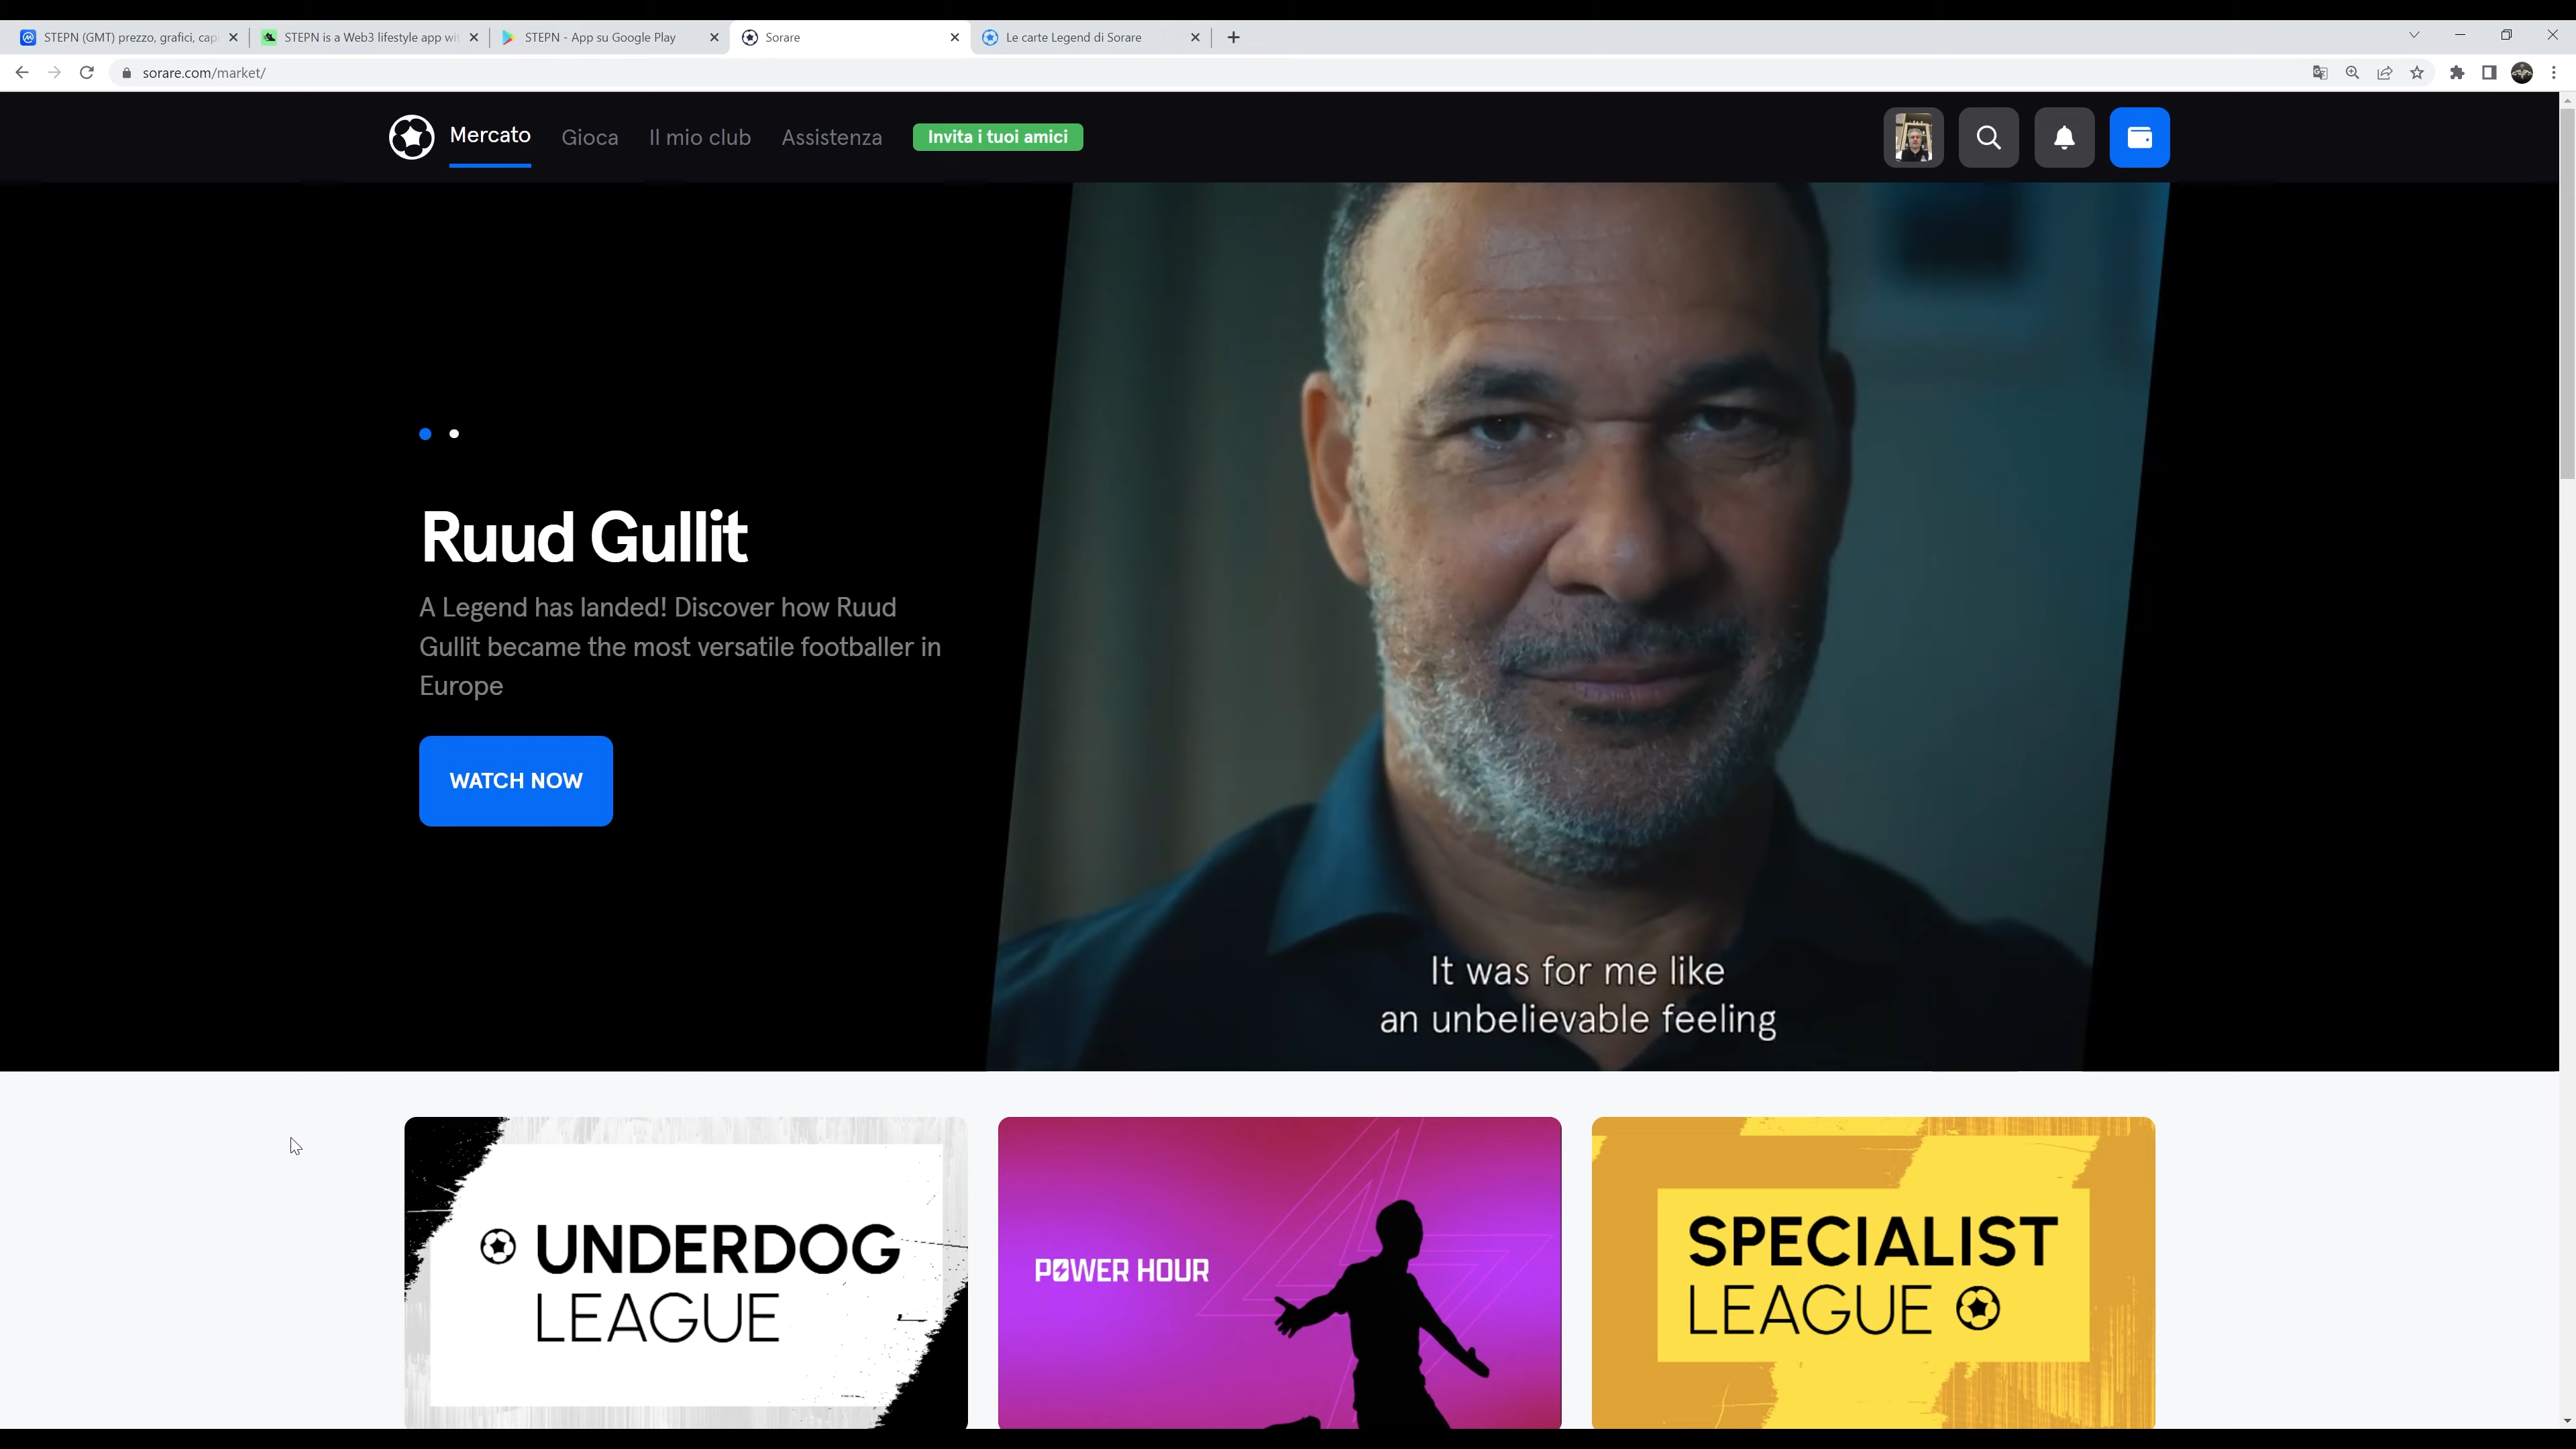 STEPN (GMT) prezzo, grafici, cap
STEPN is a Web3 lifestyle app wit
STEPN - App su Google Play
Sorare
Le carte Legend di Sorare
sorare.com/market/
Mercato
Gioca
Il mio club
Assistenza
Invita i tuoi amici
Ruud Gullit
A Legend has landed! Discover how Ruud
Gullit became the most versatile footballer in
Europe
WATCH NOW
It was for me like
an unbelievable feeling
UNDERDOG
LEAGUE
POWER HOUR
SPECIALIST
LEAGUE